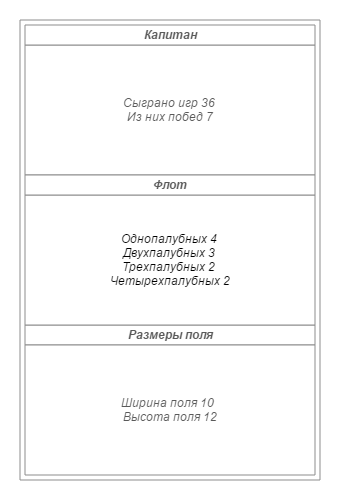 Капитан
Сыграно игр 36
Из них побед 7
Флот
Однопалубных 4
Двухпалубных 3
Трехпалубных 2
Четырехпалубных 2
Размеры поля
Ширина поля 10
Высота поля 12